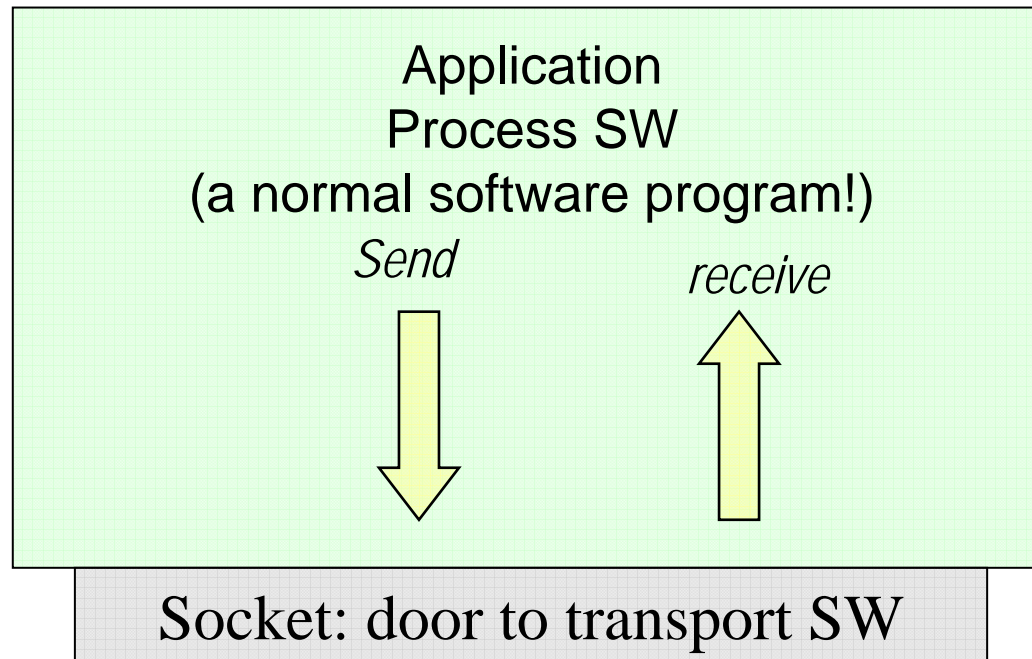 Application
Process SW
(a normal software program!)
Send
receive
Socket: door to transport SW